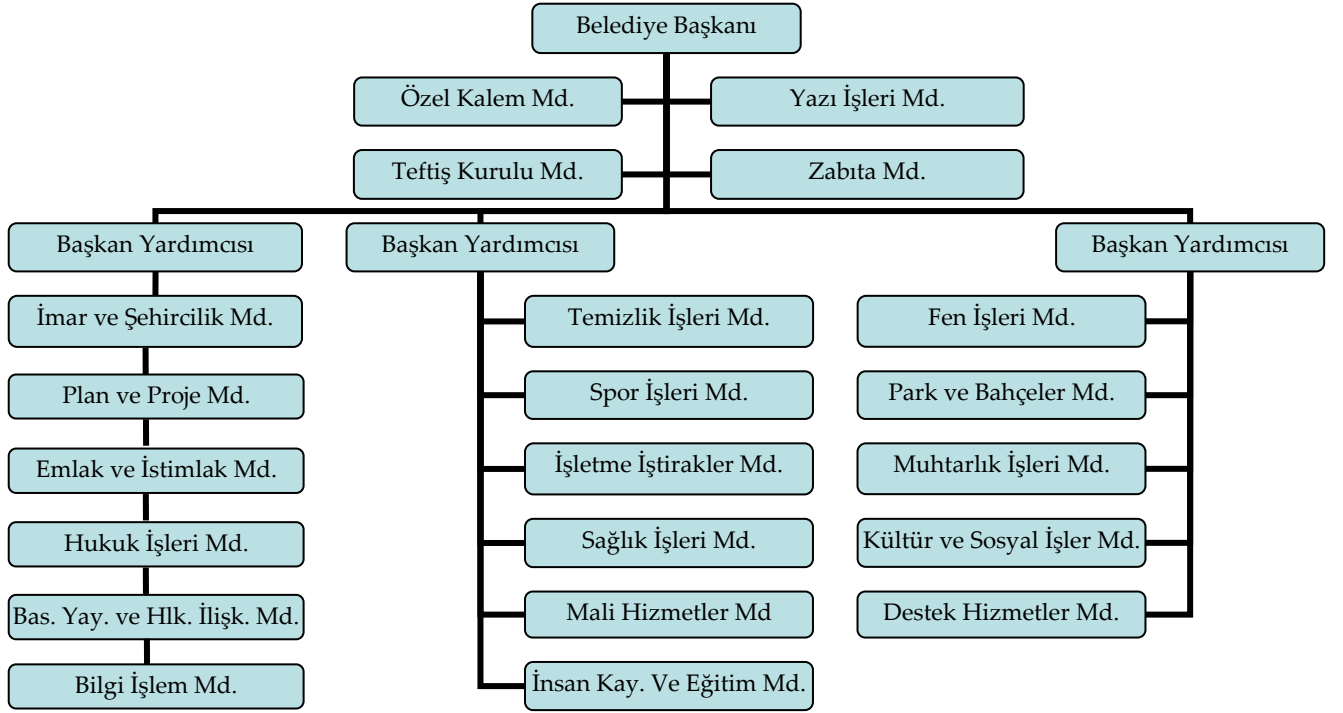 Belediye Başkanı
Özel Kalem Md.
Yazı İşleri Md.
Teftiş Kurulu Md.
Zabıta Md.
Başkan Yardımcısı
Başkan Yardımcısı
Başkan Yardımcısı
İmar ve Şehircilik Md.
Plan ve Proje Md.
Emlak ve İstimlak Md.
Hukuk İşleri Md.
Bas. Yay. ve Hlk. İlişk. Md.
Bilgi İşlem Md.
Temizlik İşleri Md.
Spor İşleri Md.
İşletme İştirakler Md.
Sağlık İşleri Md.
Mali Hizmetler Md
İnsan Kay. Ve Eğitim Md.
Fen İşleri Md.
Park ve Bahçeler Md.
Muhtarlık İşleri Md.
Kültür ve Sosyal İşler Md.
Destek Hizmetler Md.